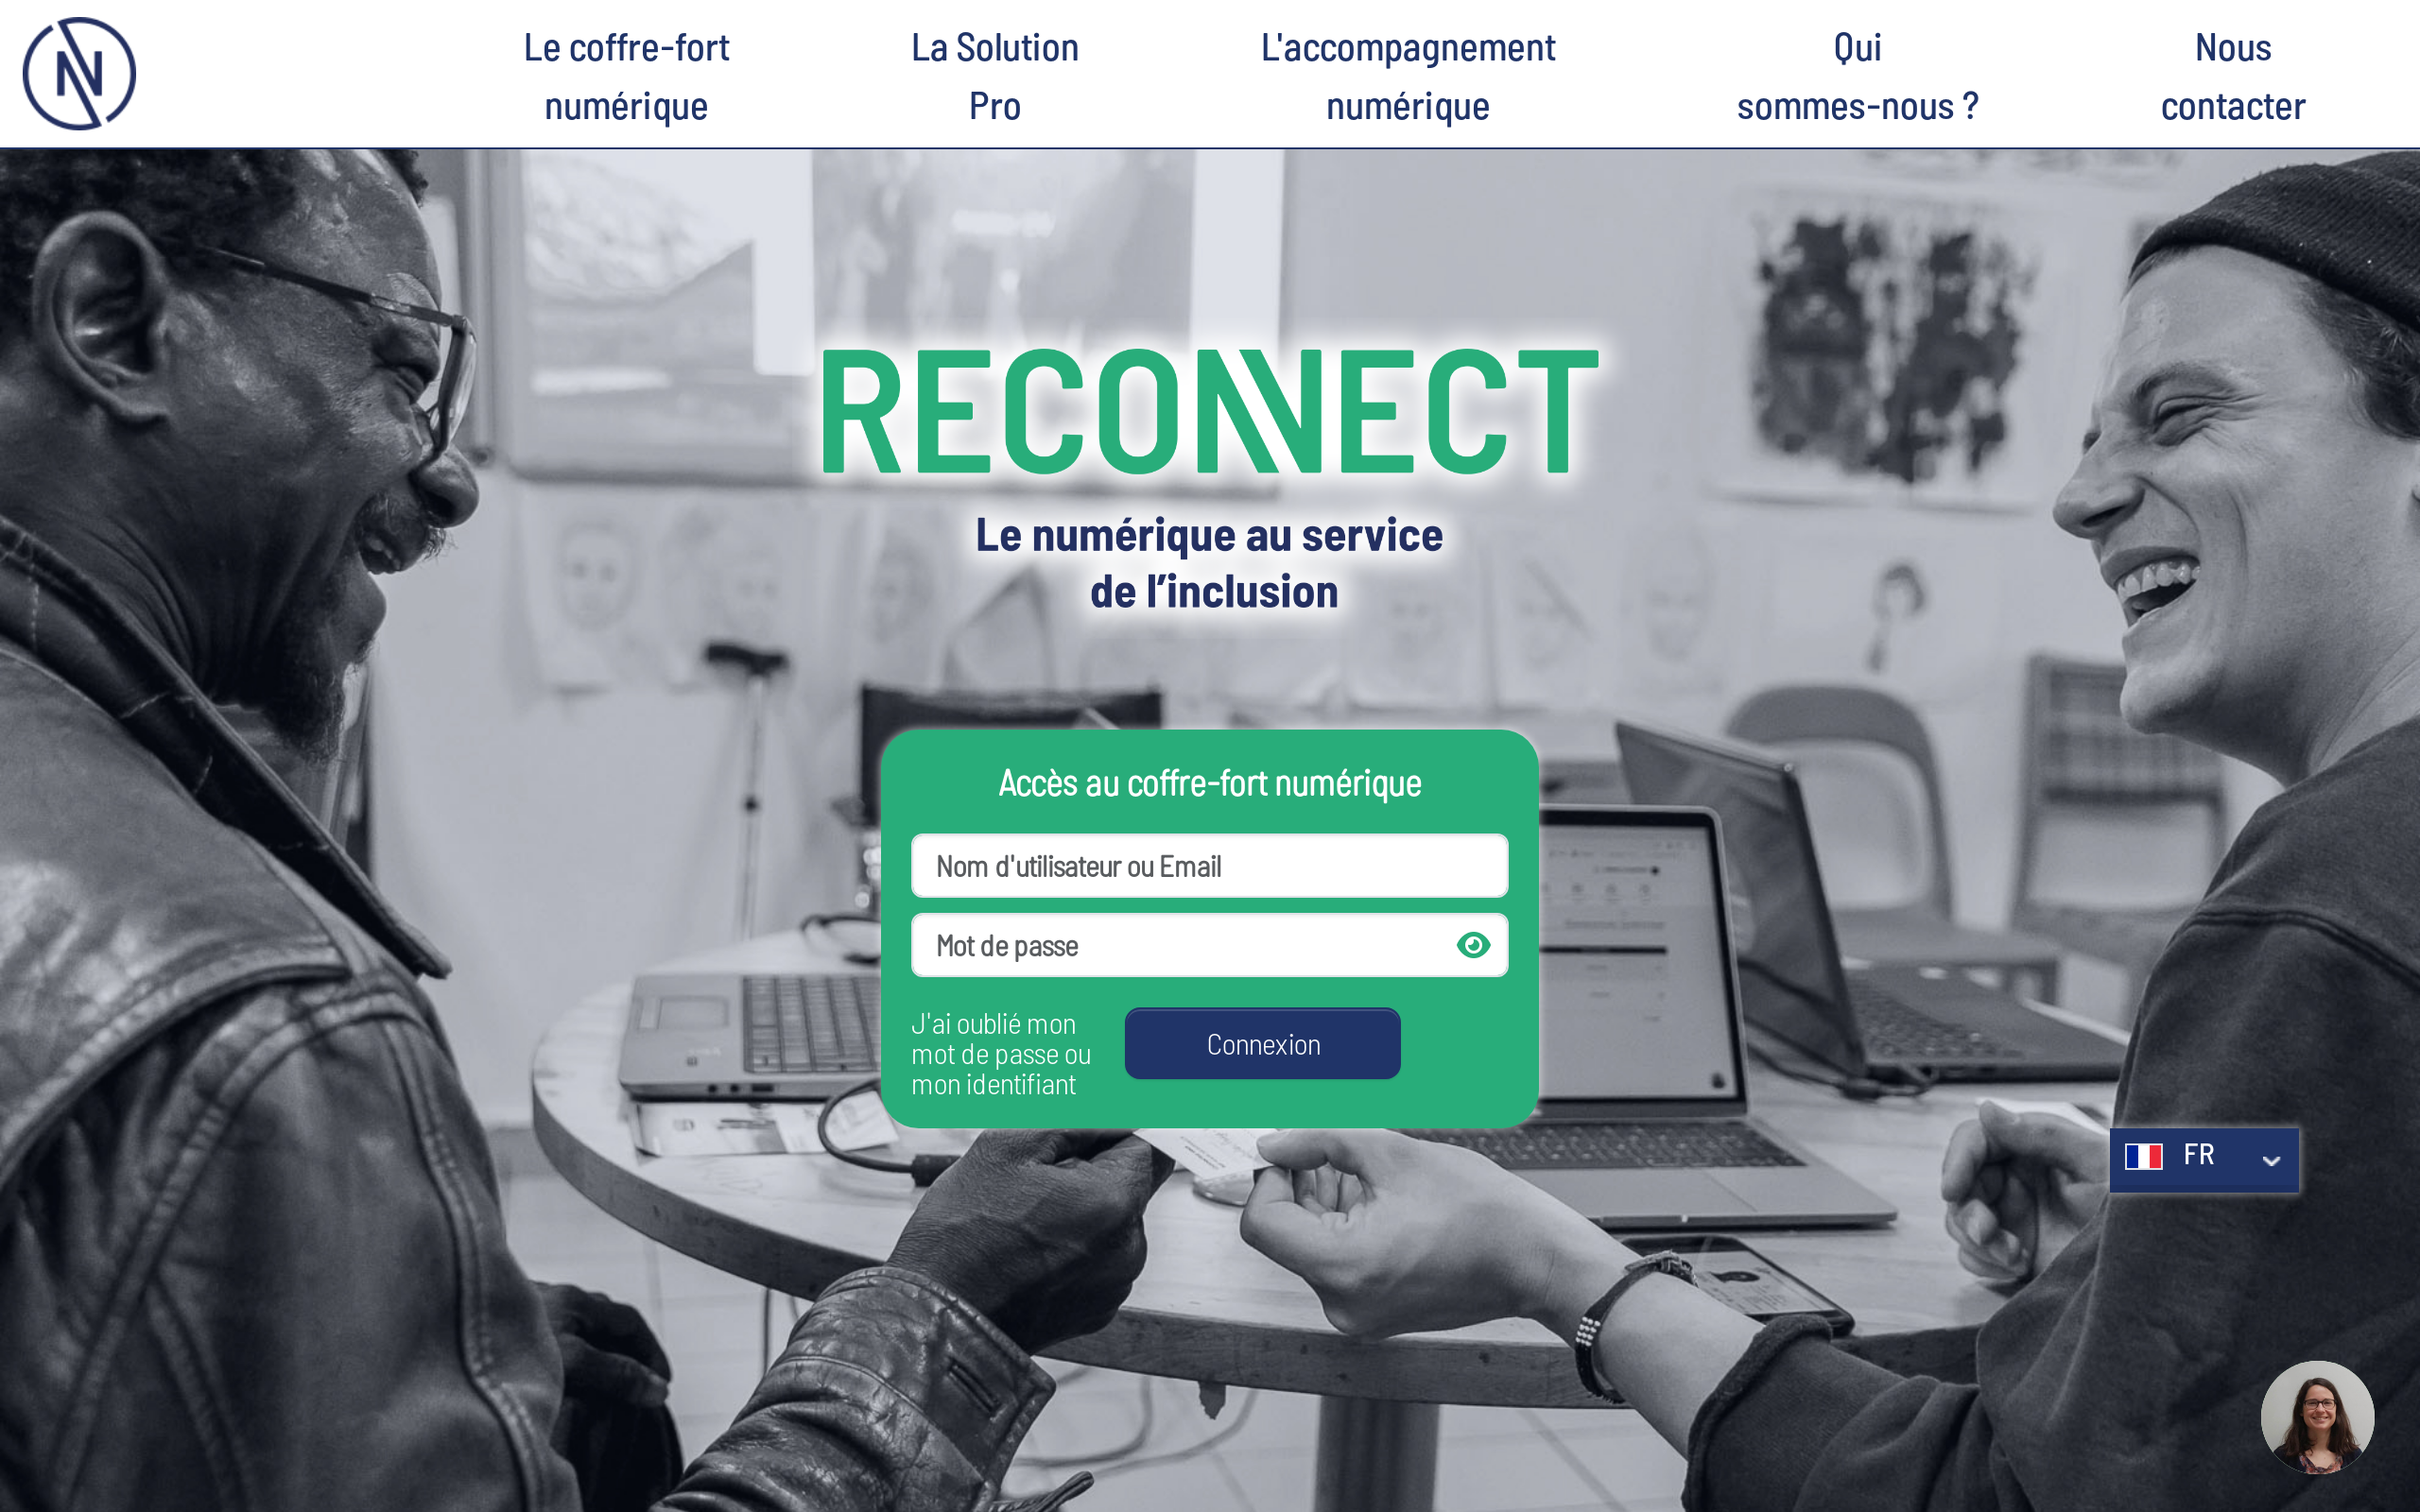 N
Le coffre-fort
numérique
La Solution
Pro
L'accompagnement
numérique
Qui
sommes-nous ?
Nous
contacter
RECONNECT
Le numérique au service
de l’inclusion
Accès au coffre-fort numérique
Nom d'utilisateur ou Email
Mot de passe
J'ai oublié mon
mot de passe ou
mon identifiant
Connexion
FR